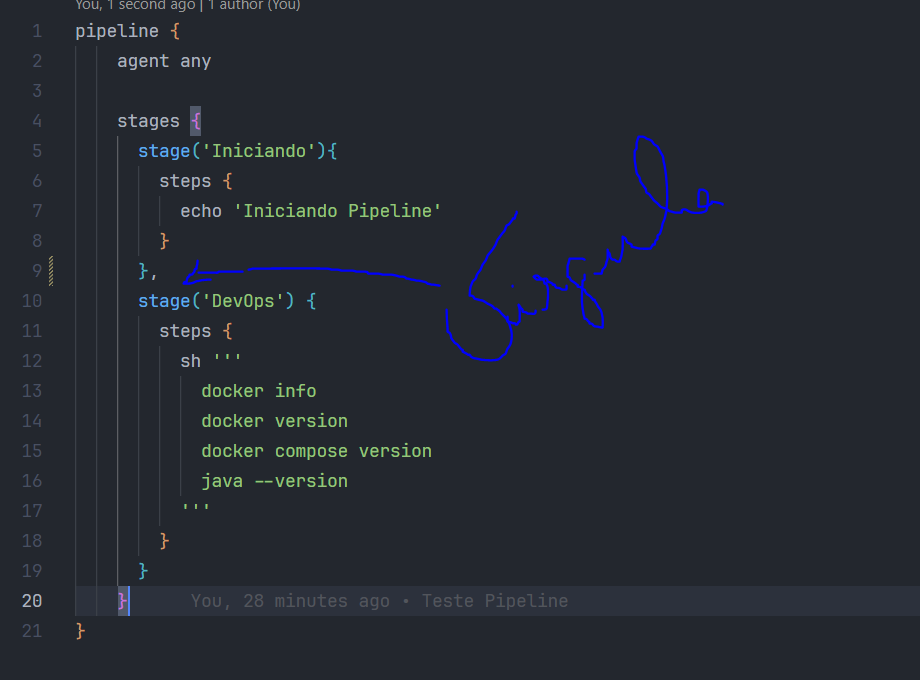 You, 1 second ago | 1 author (You)
1 pipeline {
2 agent any
3
4 stages {
5 stage('Iniciando'){
6 steps {
7 echo 'Iniciando Pipeline'
8 }
9 },
10 stage('DevOps') {
11 steps {
12 sh '''
13 docker info
14 docker version
15 docker compose version
16 java --version
17 '''
18 }
19 }
20 } You, 28 minutes ago • Teste Pipeline
21 }